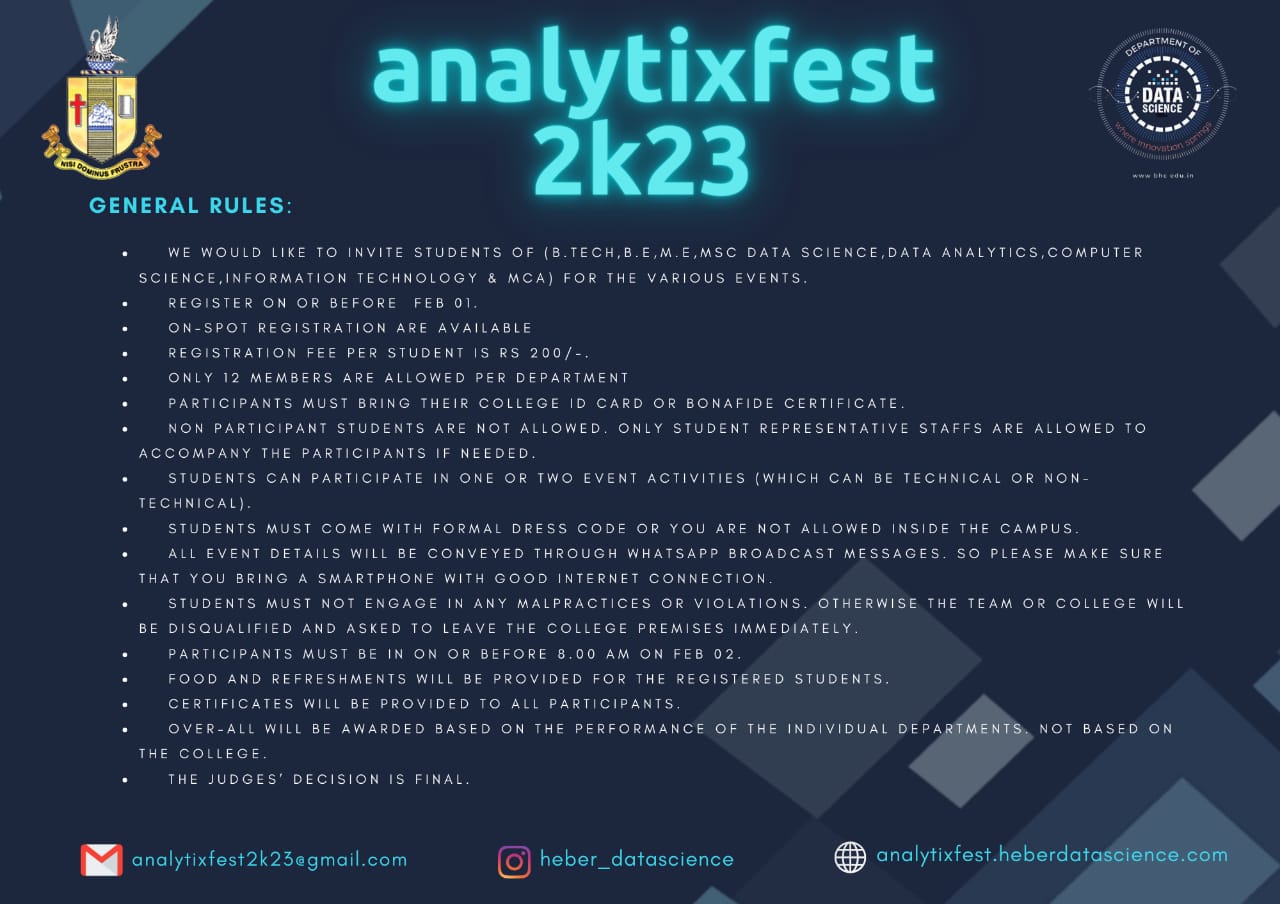 analytixfest
2k23
NISI DOMINUS FRUSTRA
DEPARTMENT OF
DATA
SCIENCE
where innovation springs
www.bhc.edu.in
GENERAL RULES:
• WE WOULD LIKE TO INVITE STUDENTS OF (B.TECH,B.E,M.E,MSC DATA SCIENCE,DATA ANALYTICS,COMPUTER
SCIENCE,INFORMATION TECHNOLOGY & MCA) FOR THE VARIOUS EVENTS.
• REGISTER ON OR BEFORE FEB 01.
• ON-SPOT REGISTRATION ARE AVAILABLE
• REGISTRATION FEE PER STUDENT IS RS 200/-.
• ONLY 12 MEMBERS ARE ALLOWED PER DEPARTMENT
• PARTICIPANTS MUST BRING THEIR COLLEGE ID CARD OR BONAFIDE CERTIFICATE.
• NON PARTICIPANT STUDENTS ARE NOT ALLOWED. ONLY STUDENT REPRESENTATIVE STAFFS ARE ALLOWED TO
ACCOMPANY THE PARTICIPANTS IF NEEDED.
• STUDENTS CAN PARTICIPATE IN ONE OR TWO EVENT ACTIVITIES (WHICH CAN BE TECHNICAL OR NON-
TECHNICAL).
• STUDENTS MUST COME WITH FORMAL DRESS CODE OR YOU ARE NOT ALLOWED INSIDE THE CAMPUS.
• ALL EVENT DETAILS WILL BE CONVEYED THROUGH WHATSAPP BROADCAST MESSAGES. SO PLEASE MAKE SURE
THAT YOU BRING A SMARTPHONE WITH GOOD INTERNET CONNECTION.
• STUDENTS MUST NOT ENGAGE IN ANY MALPRACTICES OR VIOLATIONS. OTHERWISE THE TEAM OR COLLEGE WILL
BE DISQUALIFIED AND ASKED TO LEAVE THE COLLEGE PREMISES IMMEDIATELY.
• PARTICIPANTS MUST BE IN ON OR BEFORE 8.00 AM ON FEB 02.
• FOOD AND REFRESHMENTS WILL BE PROVIDED FOR THE REGISTERED STUDENTS.
• CERTIFICATES WILL BE PROVIDED TO ALL PARTICIPANTS.
• OVER-ALL WILL BE AWARDED BASED ON THE PERFORMANCE OF THE INDIVIDUAL DEPARTMENTS. NOT BASED ON
THE COLLEGE.
• THE JUDGES' DECISION IS FINAL.
analytixfest2k23@gmail.com
heber_datascience
analytixfest.heberdatascience.com